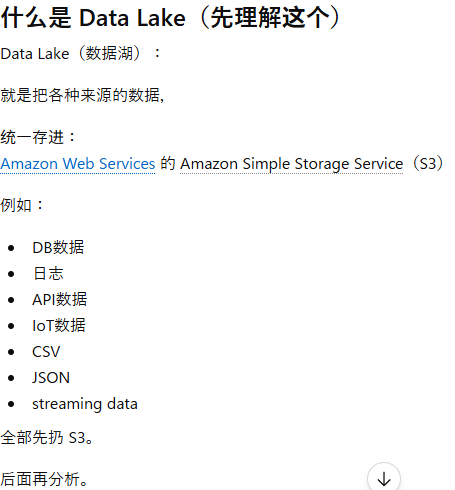 什么是 Data Lake（先理解这个）
Data Lake（数据湖）：
就是把各种来源的数据，
统一存进：
Amazon Web Services 的 Amazon Simple Storage Service（S3）
例如：
DB数据
日志
API数据
IoT数据
CSV
JSON
streaming data
全部先扔 S3。
后面再分析。